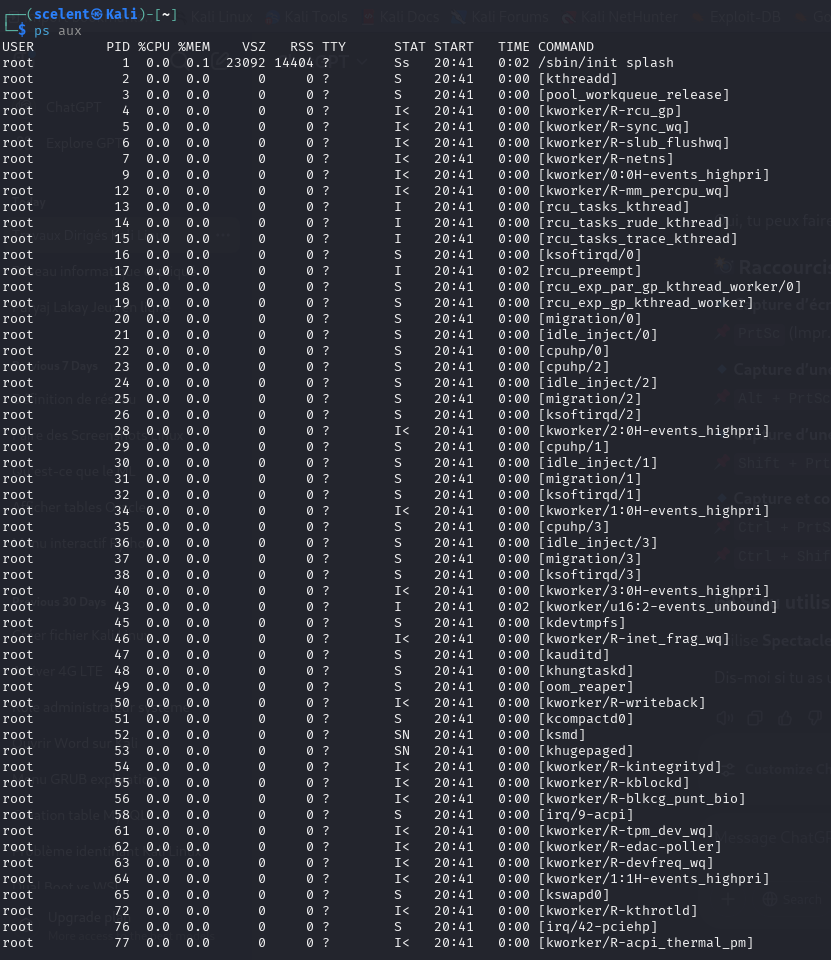 ┌──(scelent㉿Kali)-[~]
└─$ ps aux
USER         PID %CPU %MEM    VSZ   RSS TTY      STAT START   TIME COMMAND
root           1  0.0  0.1  23092 14404 ?        Ss   20:41   0:02 /sbin/init splash
root           2  0.0  0.0      0     0 ?        S    20:41   0:00 [kthreadd]
root           3  0.0  0.0      0     0 ?        S    20:41   0:00 [pool_workqueue_release]
root           4  0.0  0.0      0     0 ?        I<   20:41   0:00 [kworker/R-rcu_gp]
root           5  0.0  0.0      0     0 ?        I<   20:41   0:00 [kworker/R-sync_wq]
root           6  0.0  0.0      0     0 ?        I<   20:41   0:00 [kworker/R-slub_flushwq]
root           7  0.0  0.0      0     0 ?        I<   20:41   0:00 [kworker/R-netns]
root           9  0.0  0.0      0     0 ?        I<   20:41   0:00 [kworker/0:0H-events_highpri]
root          12  0.0  0.0      0     0 ?        I<   20:41   0:00 [kworker/R-mm_percpu_wq]
root          13  0.0  0.0      0     0 ?        I    20:41   0:00 [rcu_tasks_kthread]
root          14  0.0  0.0      0     0 ?        I    20:41   0:00 [rcu_tasks_rude_kthread]
root          15  0.0  0.0      0     0 ?        I    20:41   0:00 [rcu_tasks_trace_kthread]
root          16  0.0  0.0      0     0 ?        S    20:41   0:00 [ksoftirqd/0]
root          17  0.0  0.0      0     0 ?        I    20:41   0:02 [rcu_preempt]
root          18  0.0  0.0      0     0 ?        S    20:41   0:00 [rcu_exp_par_gp_kthread_worker/0]
root          19  0.0  0.0      0     0 ?        S    20:41   0:00 [rcu_exp_gp_kthread_worker]
root          20  0.0  0.0      0     0 ?        S    20:41   0:00 [migration/0]
root          21  0.0  0.0      0     0 ?        S    20:41   0:00 [idle_inject/0]
root          22  0.0  0.0      0     0 ?        S    20:41   0:00 [cpuhp/0]
root          23  0.0  0.0      0     0 ?        S    20:41   0:00 [cpuhp/2]
root          24  0.0  0.0      0     0 ?        S    20:41   0:00 [idle_inject/2]
root          25  0.0  0.0      0     0 ?        S    20:41   0:00 [migration/2]
root          26  0.0  0.0      0     0 ?        S    20:41   0:00 [ksoftirqd/2]
root          28  0.0  0.0      0     0 ?        I<   20:41   0:00 [kworker/2:0H-events_highpri]
root          29  0.0  0.0      0     0 ?        S    20:41   0:00 [cpuhp/1]
root          30  0.0  0.0      0     0 ?        S    20:41   0:00 [idle_inject/1]
root          31  0.0  0.0      0     0 ?        S    20:41   0:00 [migration/1]
root          32  0.0  0.0      0     0 ?        S    20:41   0:00 [ksoftirqd/1]
root          34  0.0  0.0      0     0 ?        I<   20:41   0:00 [kworker/1:0H-events_highpri]
root          35  0.0  0.0      0     0 ?        S    20:41   0:00 [cpuhp/3]
root          36  0.0  0.0      0     0 ?        S    20:41   0:00 [idle_inject/3]
root          37  0.0  0.0      0     0 ?        S    20:41   0:00 [migration/3]
root          38  0.0  0.0      0     0 ?        S    20:41   0:00 [ksoftirqd/3]
root          40  0.0  0.0      0     0 ?        I<   20:41   0:00 [kworker/3:0H-events_highpri]
root          43  0.0  0.0      0     0 ?        I    20:41   0:02 [kworker/u16:2-events_unbound]
root          45  0.0  0.0      0     0 ?        S    20:41   0:00 [kdevtmpfs]
root          46  0.0  0.0      0     0 ?        I<   20:41   0:00 [kworker/R-inet_frag_wq]
root          47  0.0  0.0      0     0 ?        S    20:41   0:00 [kauditd]
root          48  0.0  0.0      0     0 ?        S    20:41   0:00 [khungtaskd]
root          49  0.0  0.0      0     0 ?        S    20:41   0:00 [oom_reaper]
root          50  0.0  0.0      0     0 ?        I<   20:41   0:00 [kworker/R-writeback]
root          51  0.0  0.0      0     0 ?        S    20:41   0:00 [kcompactd0]
root          52  0.0  0.0      0     0 ?        SN   20:41   0:00 [ksmd]
root          53  0.0  0.0      0     0 ?        SN   20:41   0:00 [khugepaged]
root          54  0.0  0.0      0     0 ?        I<   20:41   0:00 [kworker/R-kintegrityd]
root          55  0.0  0.0      0     0 ?        I<   20:41   0:00 [kworker/R-kblockd]
root          56  0.0  0.0      0     0 ?        I<   20:41   0:00 [kworker/R-blkcg_punt_bio]
root          58  0.0  0.0      0     0 ?        S    20:41   0:00 [irq/9-acpi]
root          61  0.0  0.0      0     0 ?        I<   20:41   0:00 [kworker/R-tpm_dev_wq]
root          62  0.0  0.0      0     0 ?        I<   20:41   0:00 [kworker/R-edac-poller]
root          63  0.0  0.0      0     0 ?        I<   20:41   0:00 [kworker/R-devfreq_wq]
root          64  0.0  0.0      0     0 ?        I<   20:41   0:00 [kworker/1:1H-events_highpri]
root          65  0.0  0.0      0     0 ?        S    20:41   0:00 [kswapd0]
root          72  0.0  0.0      0     0 ?        I<   20:41   0:00 [kworker/R-kthrotld]
root          76  0.0  0.0      0     0 ?        S    20:41   0:00 [irq/42-pciehp]
root          77  0.0  0.0      0     0 ?        I<   20:41   0:00 [kworker/R-acpi_thermal_pm]